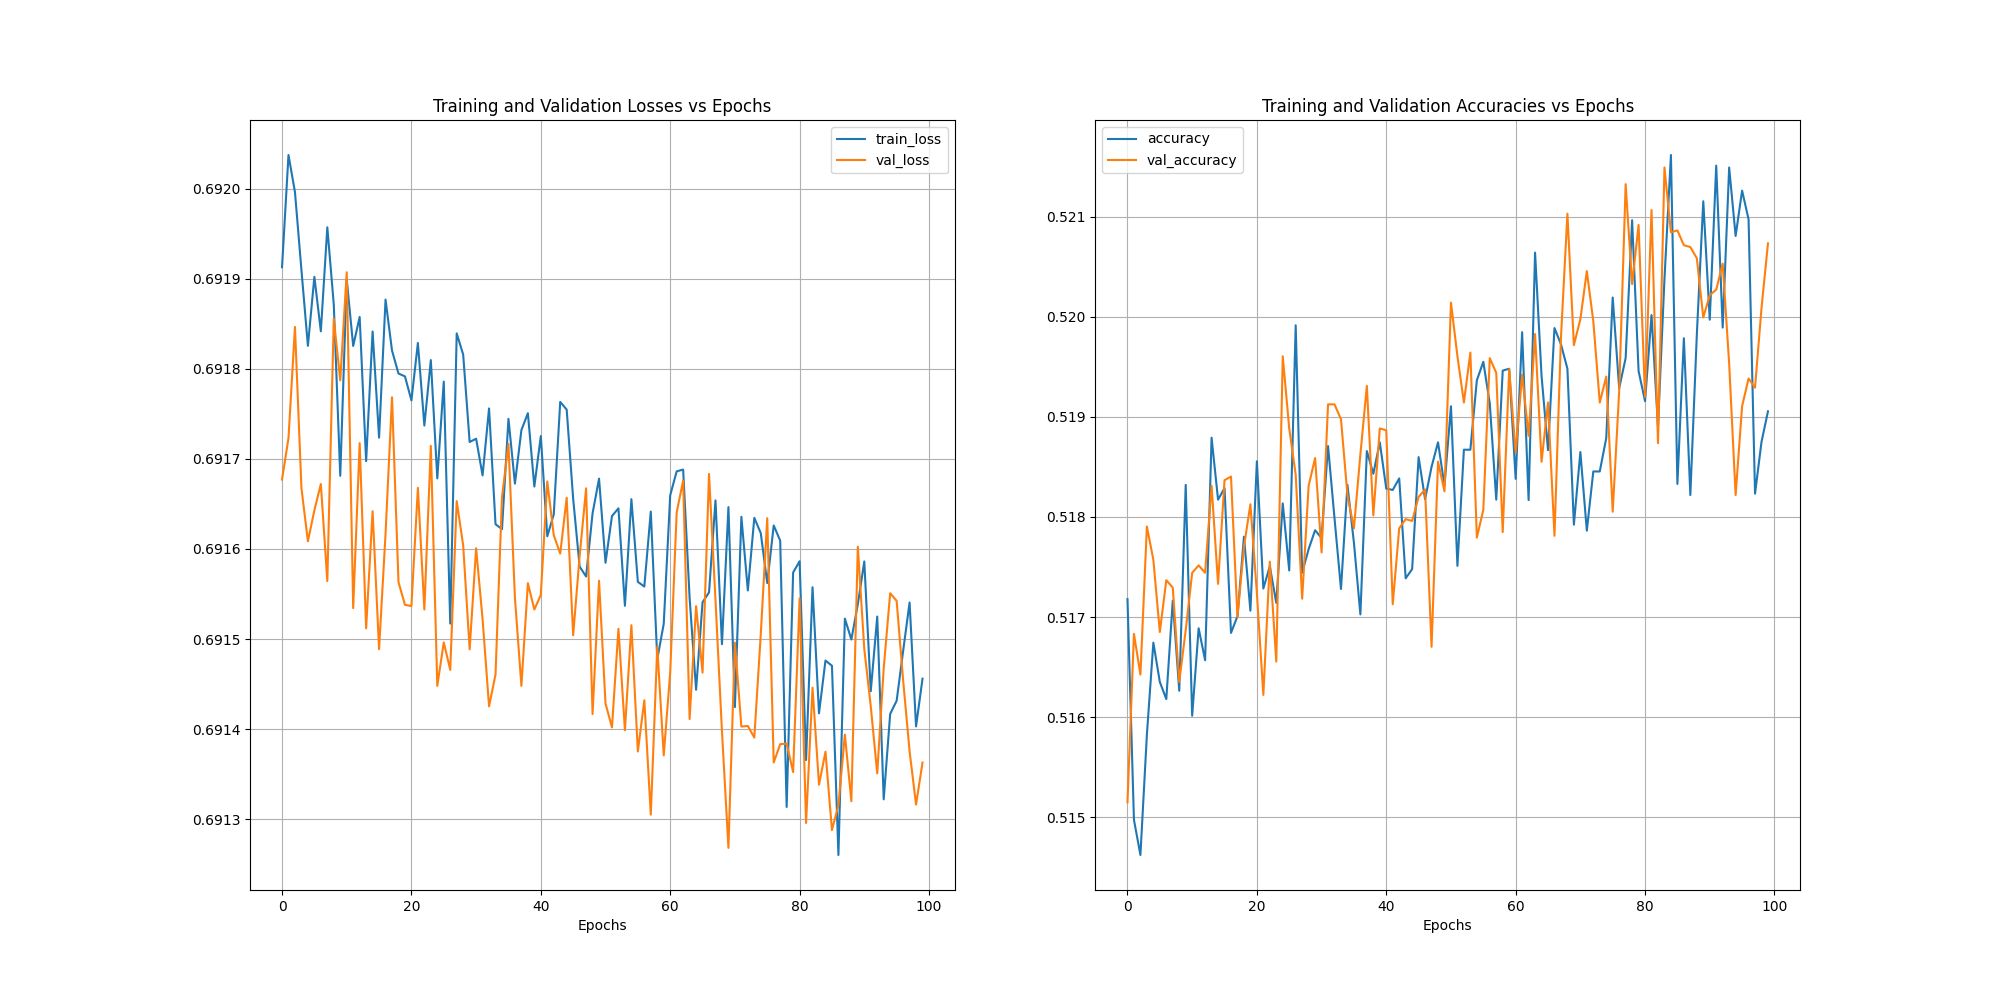 Training and Validation Losses vs Epochs
train_loss
val_loss
0.6920
0.6919
0.6918
0.6917
0.6916
0.6915
0.6914
0.6913
0 20 40 60 80 100
Epochs
Training and Validation Accuracies vs Epochs
accuracy
val_accuracy
0.521
0.520
0.519
0.518
0.517
0.516
0.515
0 20 40 60 80 100
Epochs